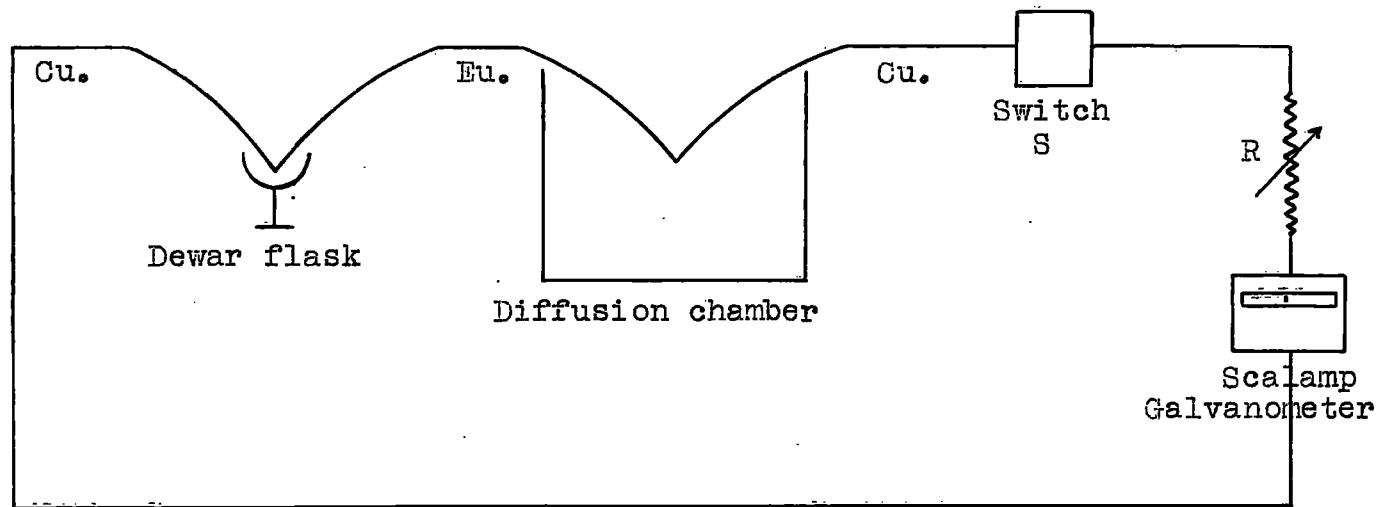 Cu.
Eu.
Cu.
Switch
S
R
Dewar flask
Diffusion chamber
Scalamp
Galvanometer